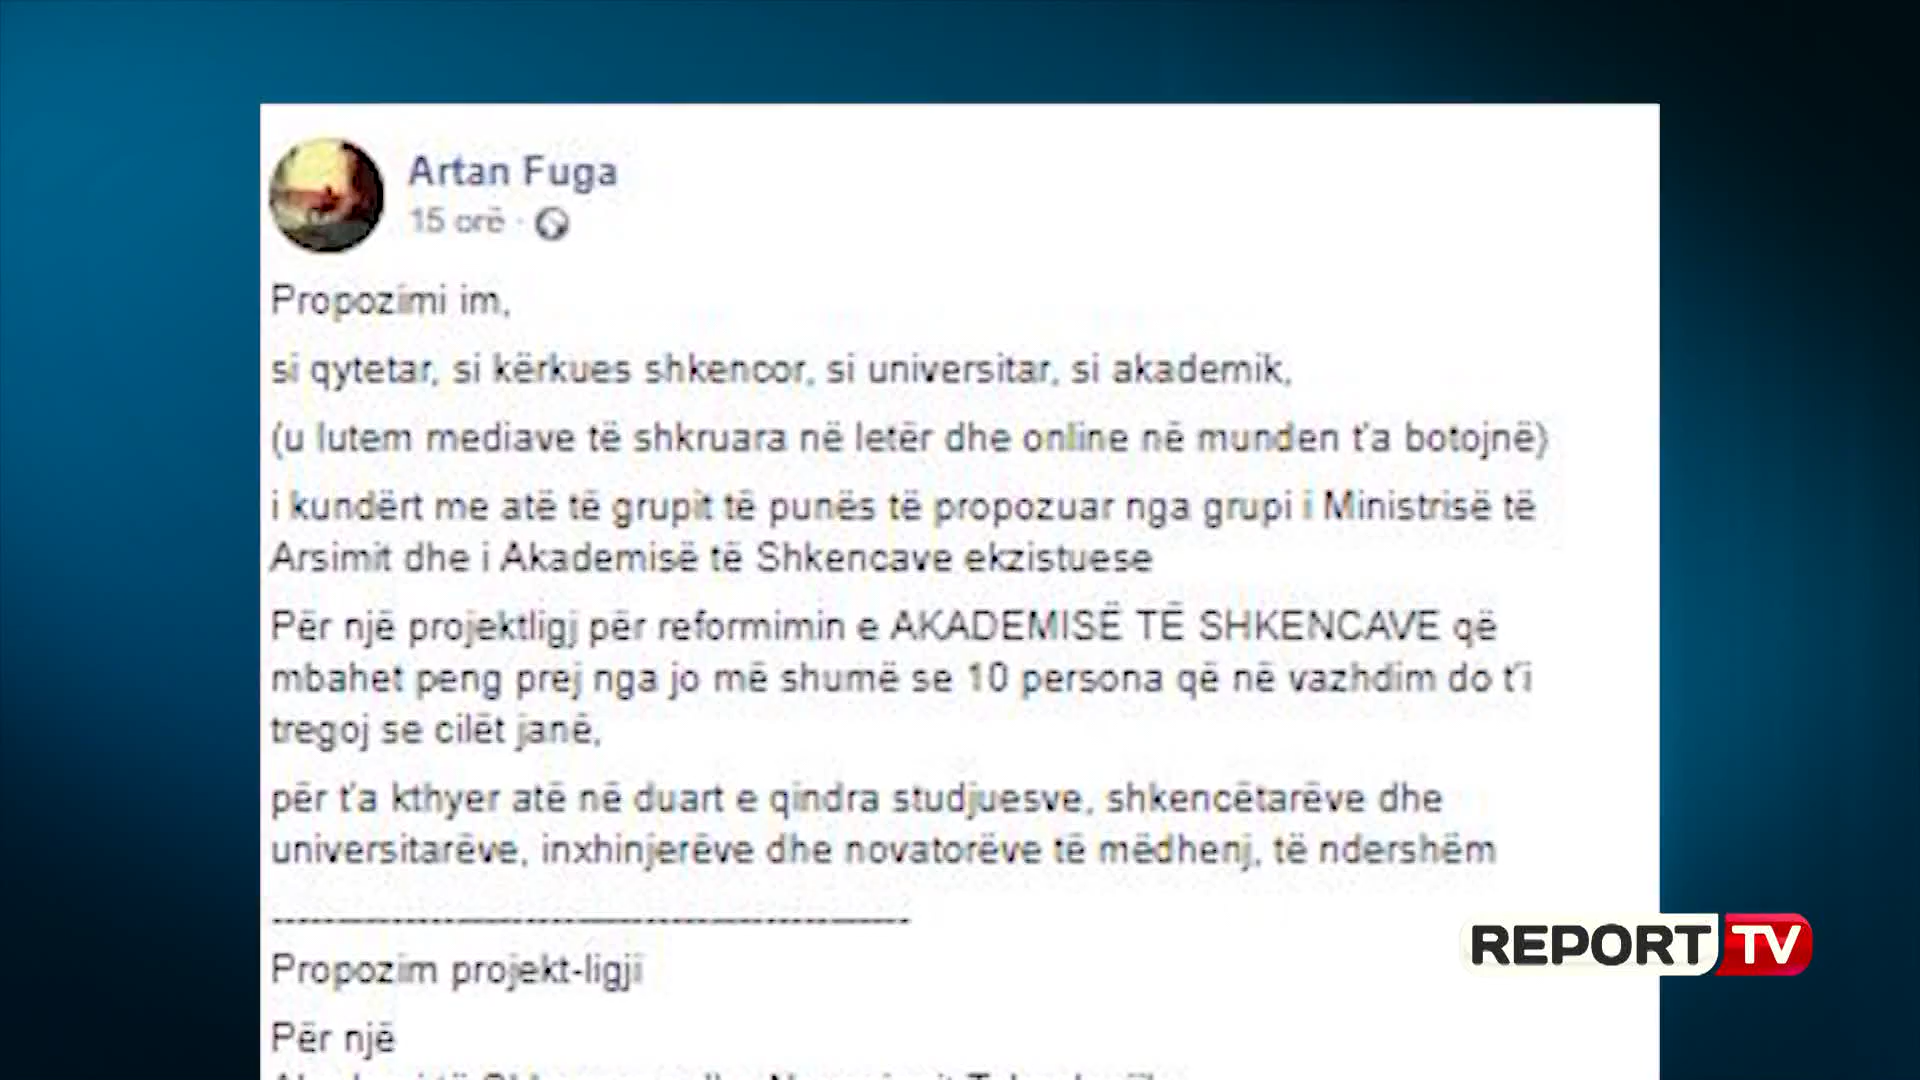 Artan Fuga
15 orë ·
Propozimi im,
si qytetar, si kërkues shkencor, si universitar, si akademik,
(u lutem mediave të shkruara në letër dhe online në munden t'a botojnë)
i kundërt me atë të grupit të punës të propozuar nga grupi i Ministrisë të
Arsimit dhe i Akademisë të Shkencave ekzistuese
Për një projektligj për reformimin e AKADEMISË TË SHKENCAVE që
mbahet peng prej nga jo më shumë se 10 persona që në vazhdim do t'i
tregoj se cilët janë,
për t'a kthyer atë në duart e qindra studjuesve, shkencëtarëve dhe
universitarëve, inxhinjerëve dhe novatorëve të mëdhenj, të ndershëm
---------------------------------------------------
REPORT TV
Propozim projekt-ligji
Për një